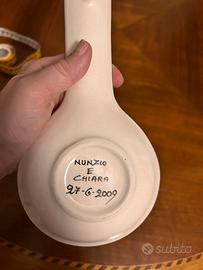 NUNZIO
E
CHIARA
27-6-2009
subito